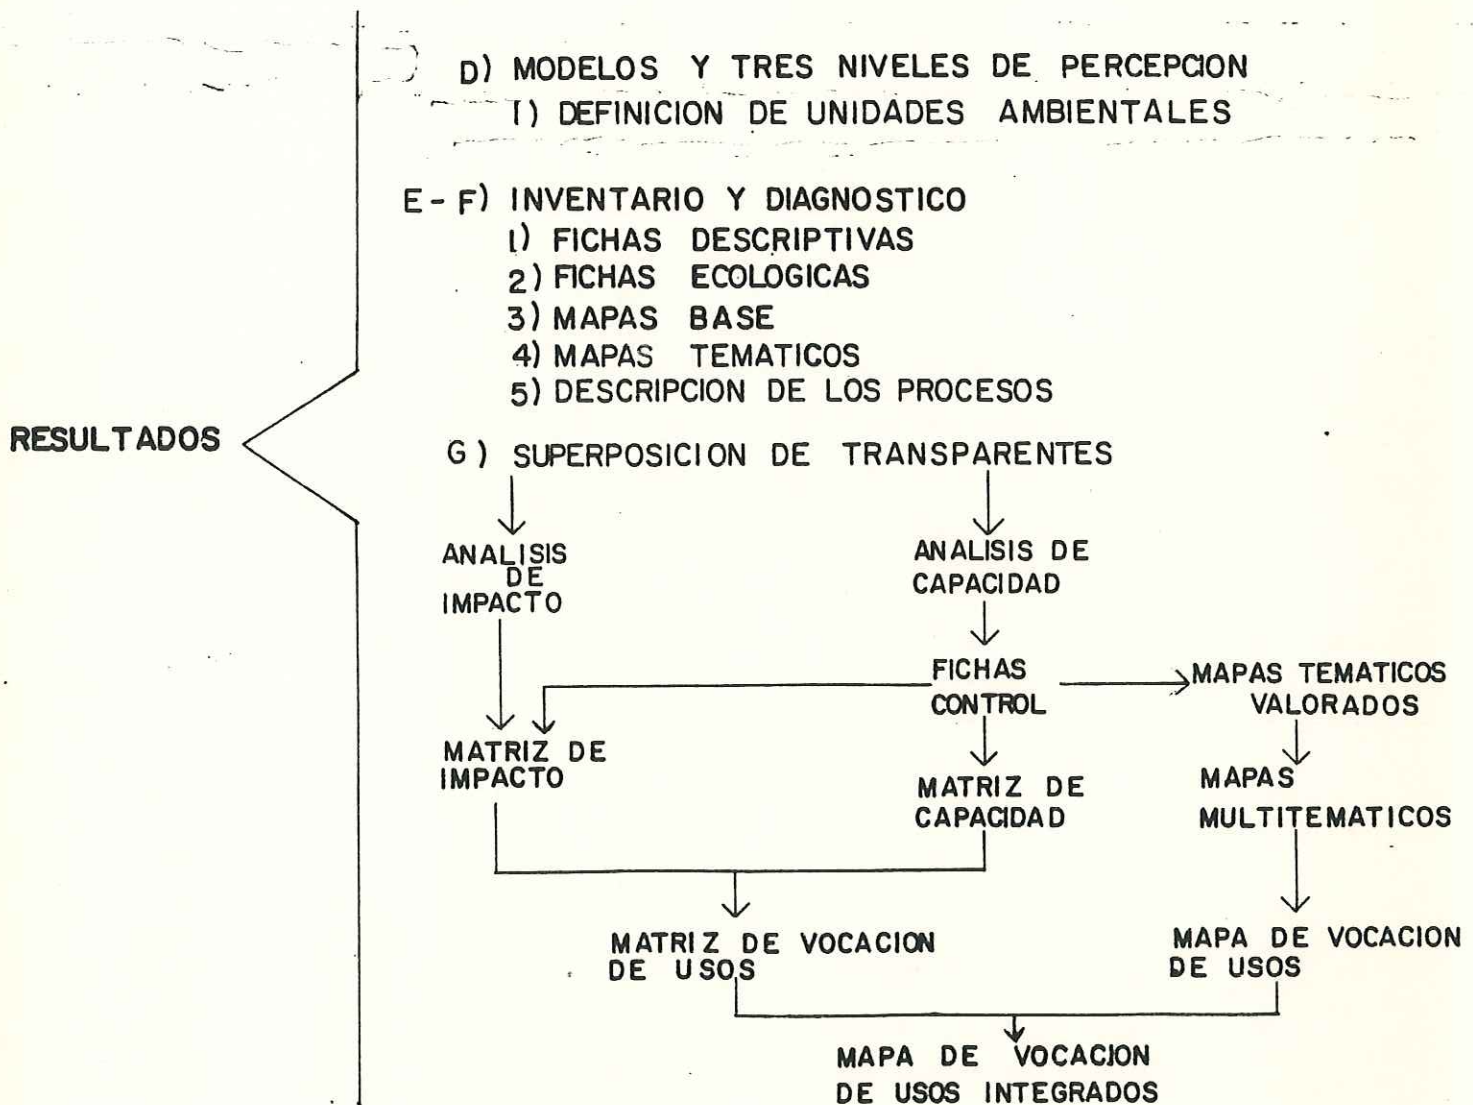 D) MODELOS Y TRES NIVELES DE PERCEPCION
1) DEFINICION DE UNIDADES AMBIENTALES
E - F) INVENTARIO Y DIAGNOSTICO
1) FICHAS DESCRIPTIVAS
2) FICHAS ECOLOGICAS
3) MAPAS BASE
4) MAPAS TEMATICOS
5) DESCRIPCION DE LOS PROCESOS
RESULTADOS
G) SUPERPOSICION DE TRANSPARENTES
ANALISIS
DE
IMPACTO
ANALISIS DE
CAPACIDAD
FICHAS
CONTROL
MAPAS TEMATICOS
VALORADOS
MATRIZ DE
IMPACTO
MATRIZ DE
CAPACIDAD
MAPAS
MULTITEMATICOS
MATRIZ DE VOCACION
DE USOS
MAPA DE VOCACION
DE USOS
MAPA DE VOCACION
DE USOS INTEGRADOS